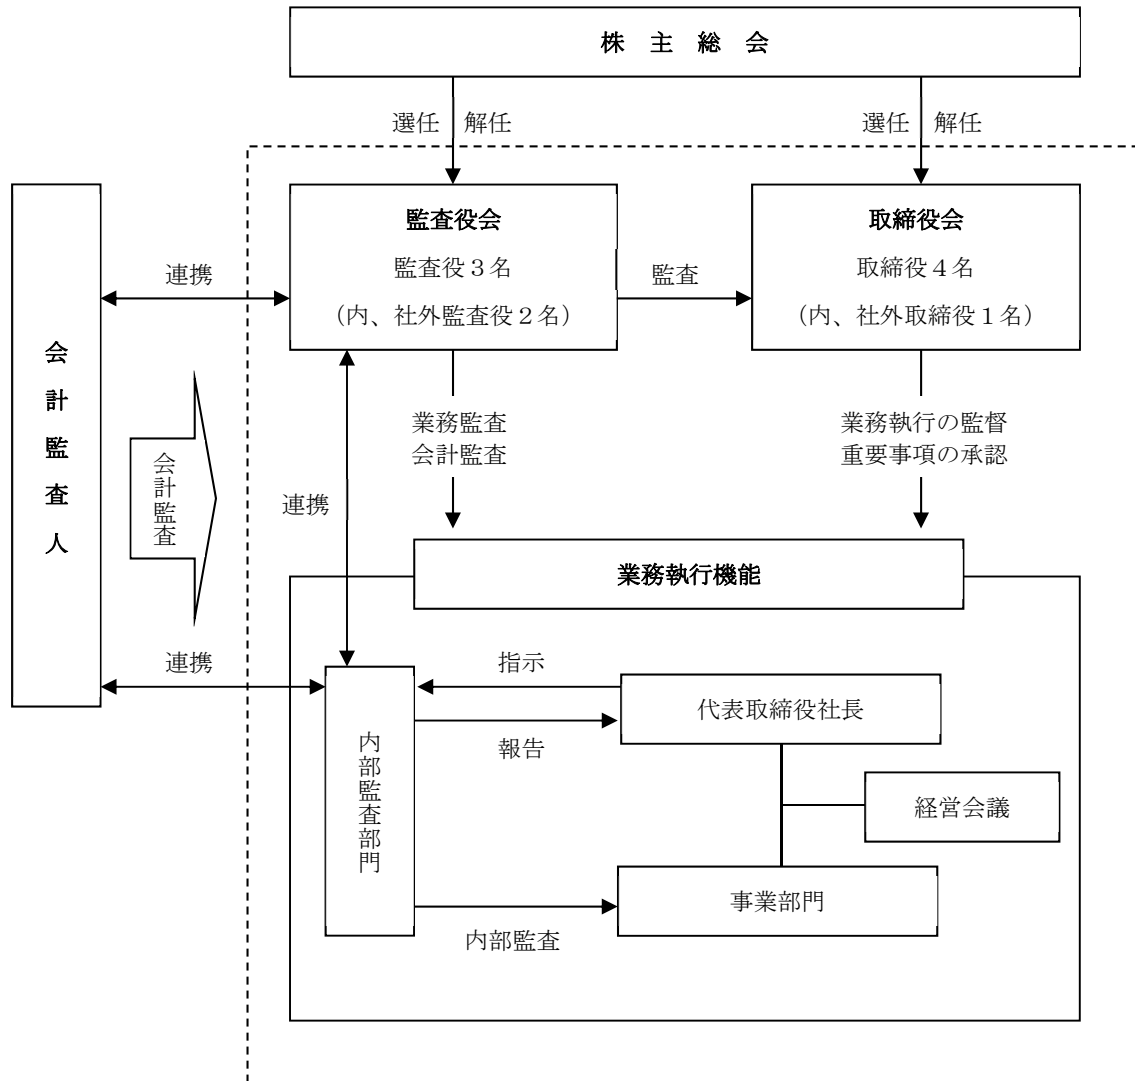 株　主　総　会
選任
解任
選任
解任
監査役会
監査役３名
（内、社外監査役２名）
取締役会
取締役４名
（内、社外取締役１名）
連携
監査
会計監査人
会計監査
業務監査
会計監査
業務執行の監督
重要事項の承認
連携
業務執行機能
連携
指示
代表取締役社長
報告
内部監査部門
経営会議
事業部門
内部監査